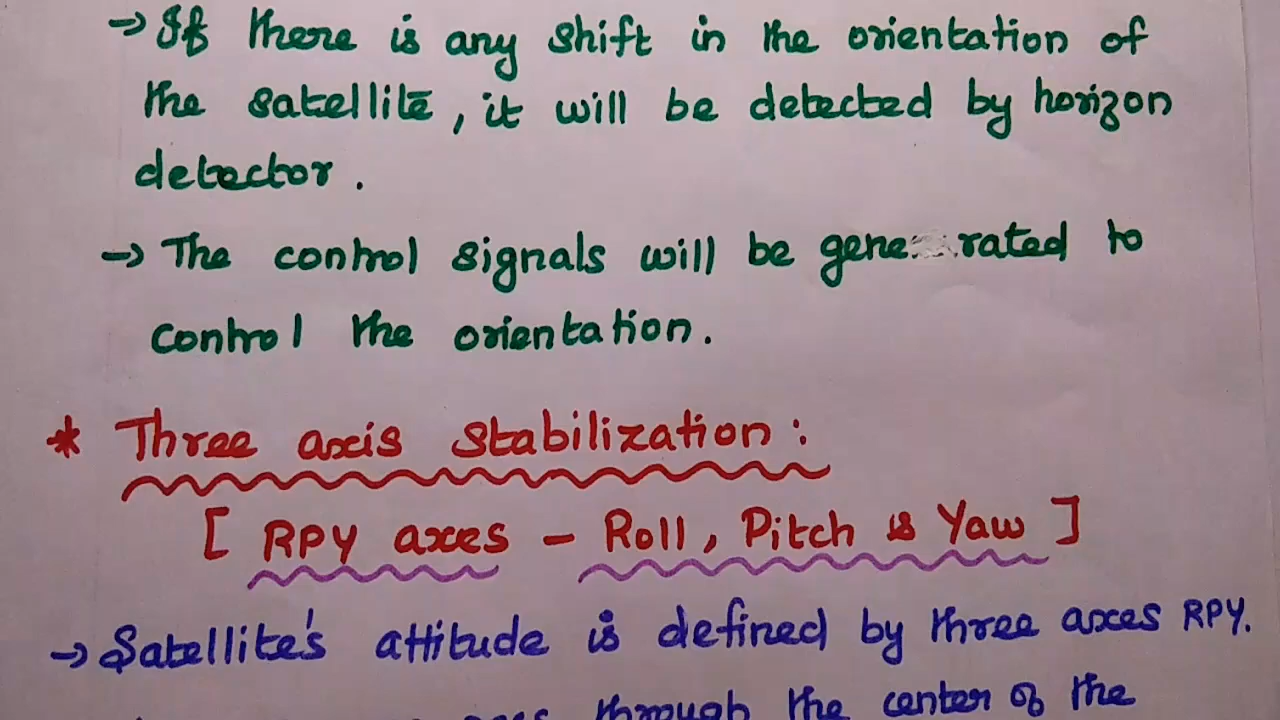 → If there is any shift in the orientation of
the satellite, it will be detected by horizon
detector.
→ The control signals will be generated to
control the orientation.
* Three axis stabilization:
[ RPY axes - Roll, Pitch is Yaw ]
→ Satellite's attitude is defined by three axes RPY.
through the center of the